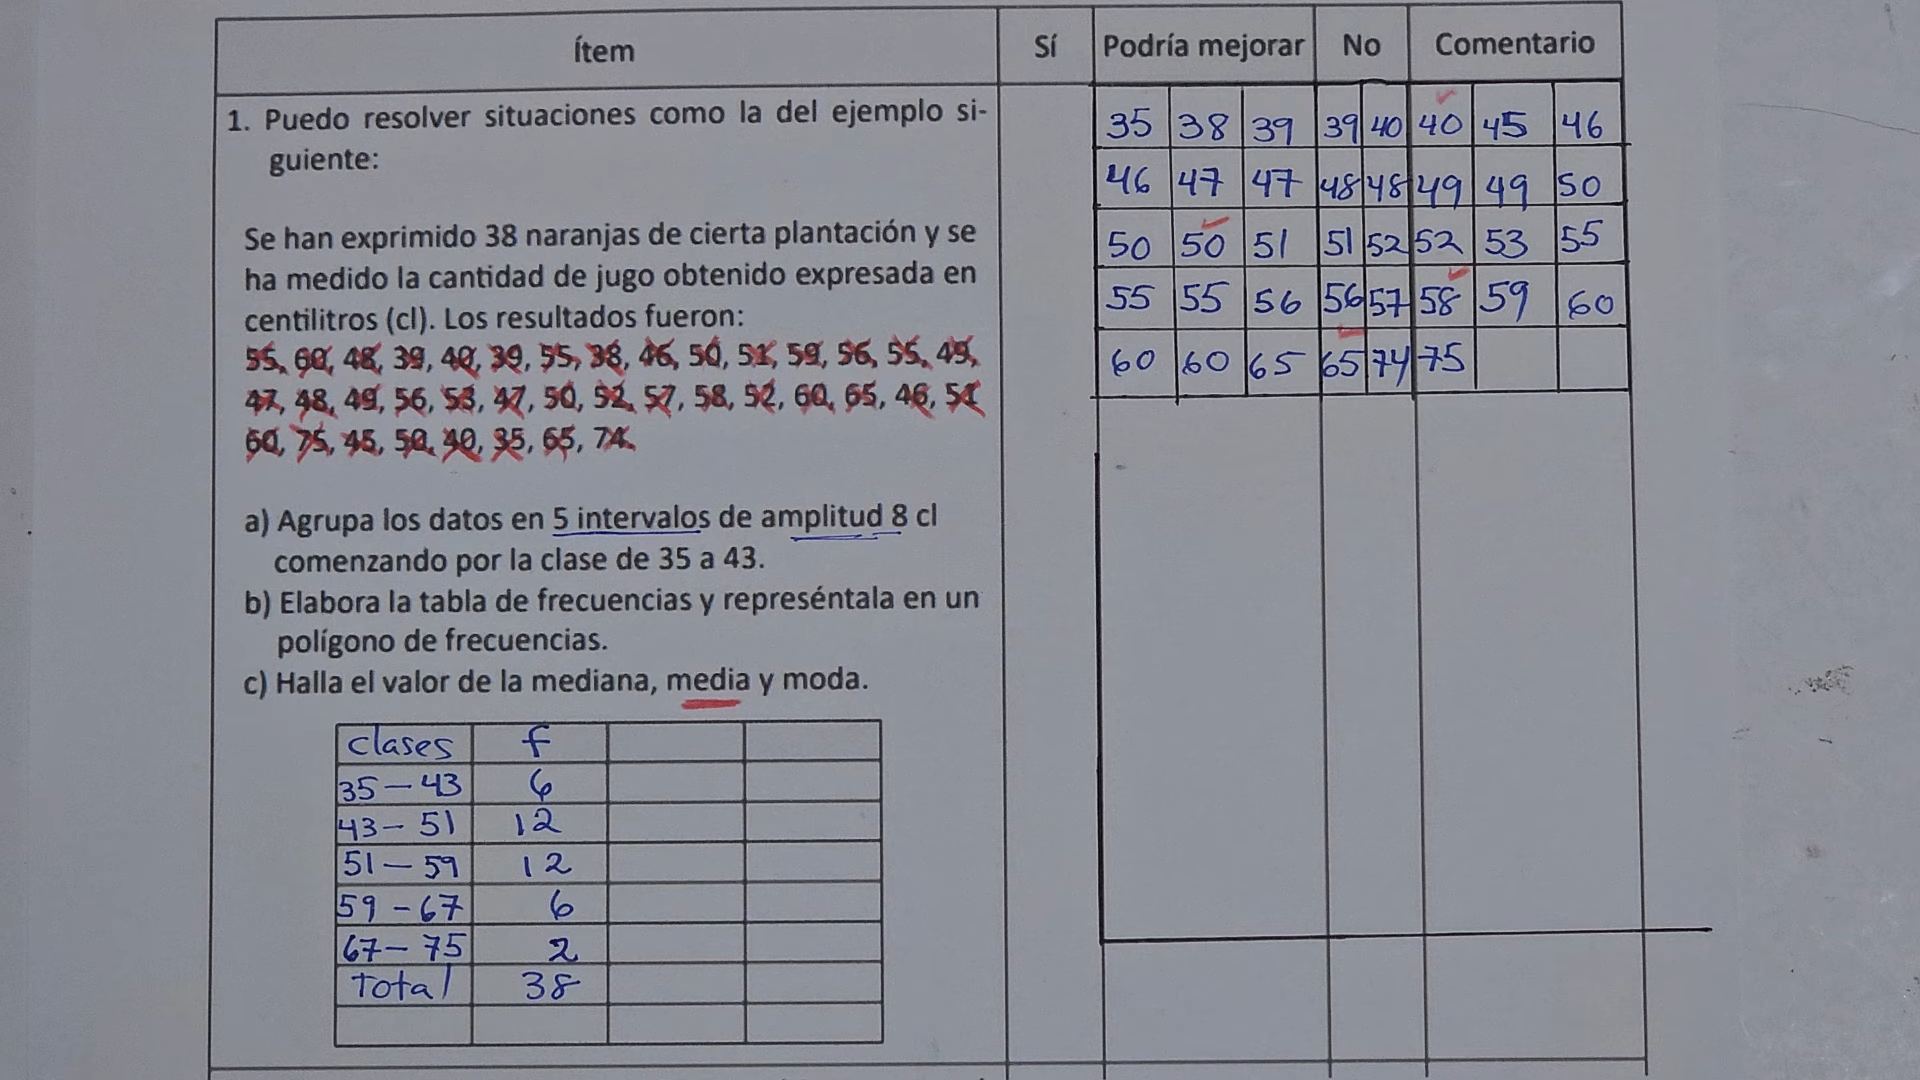 Ítem Sí Podría mejorar No Comentario
1. Puedo resolver situaciones como la del ejemplo si-
guiente:
Se han exprimido 38 naranjas de cierta plantación y se
ha medido la cantidad de jugo obtenido expresada en
centilitros (cl). Los resultados fueron:
55, 60, 48, 39, 40, 39, 55, 38, 46, 50, 51, 59, 56, 55, 49,
47, 48, 49, 56, 53, 47, 50, 52, 57, 58, 52, 60, 65, 46, 51
60, 75, 45, 50, 40, 35, 65, 74.
a) Agrupa los datos en 5 intervalos de amplitud 8 cl
comenzando por la clase de 35 a 43.
b) Elabora la tabla de frecuencias y represéntala en un
polígono de frecuencias.
c) Halla el valor de la mediana, media y moda.
clases f
35 - 43 6
43 - 51 12
51 - 59 12
59 - 67 6
67 - 75 2
Total 38
35 38 39 39 40 40 45 46
46 47 47 48 48 49 49 50
50 50 51 51 52 52 53 55
55 55 56 56 57 58 59 60
60 60 65 65 74 75